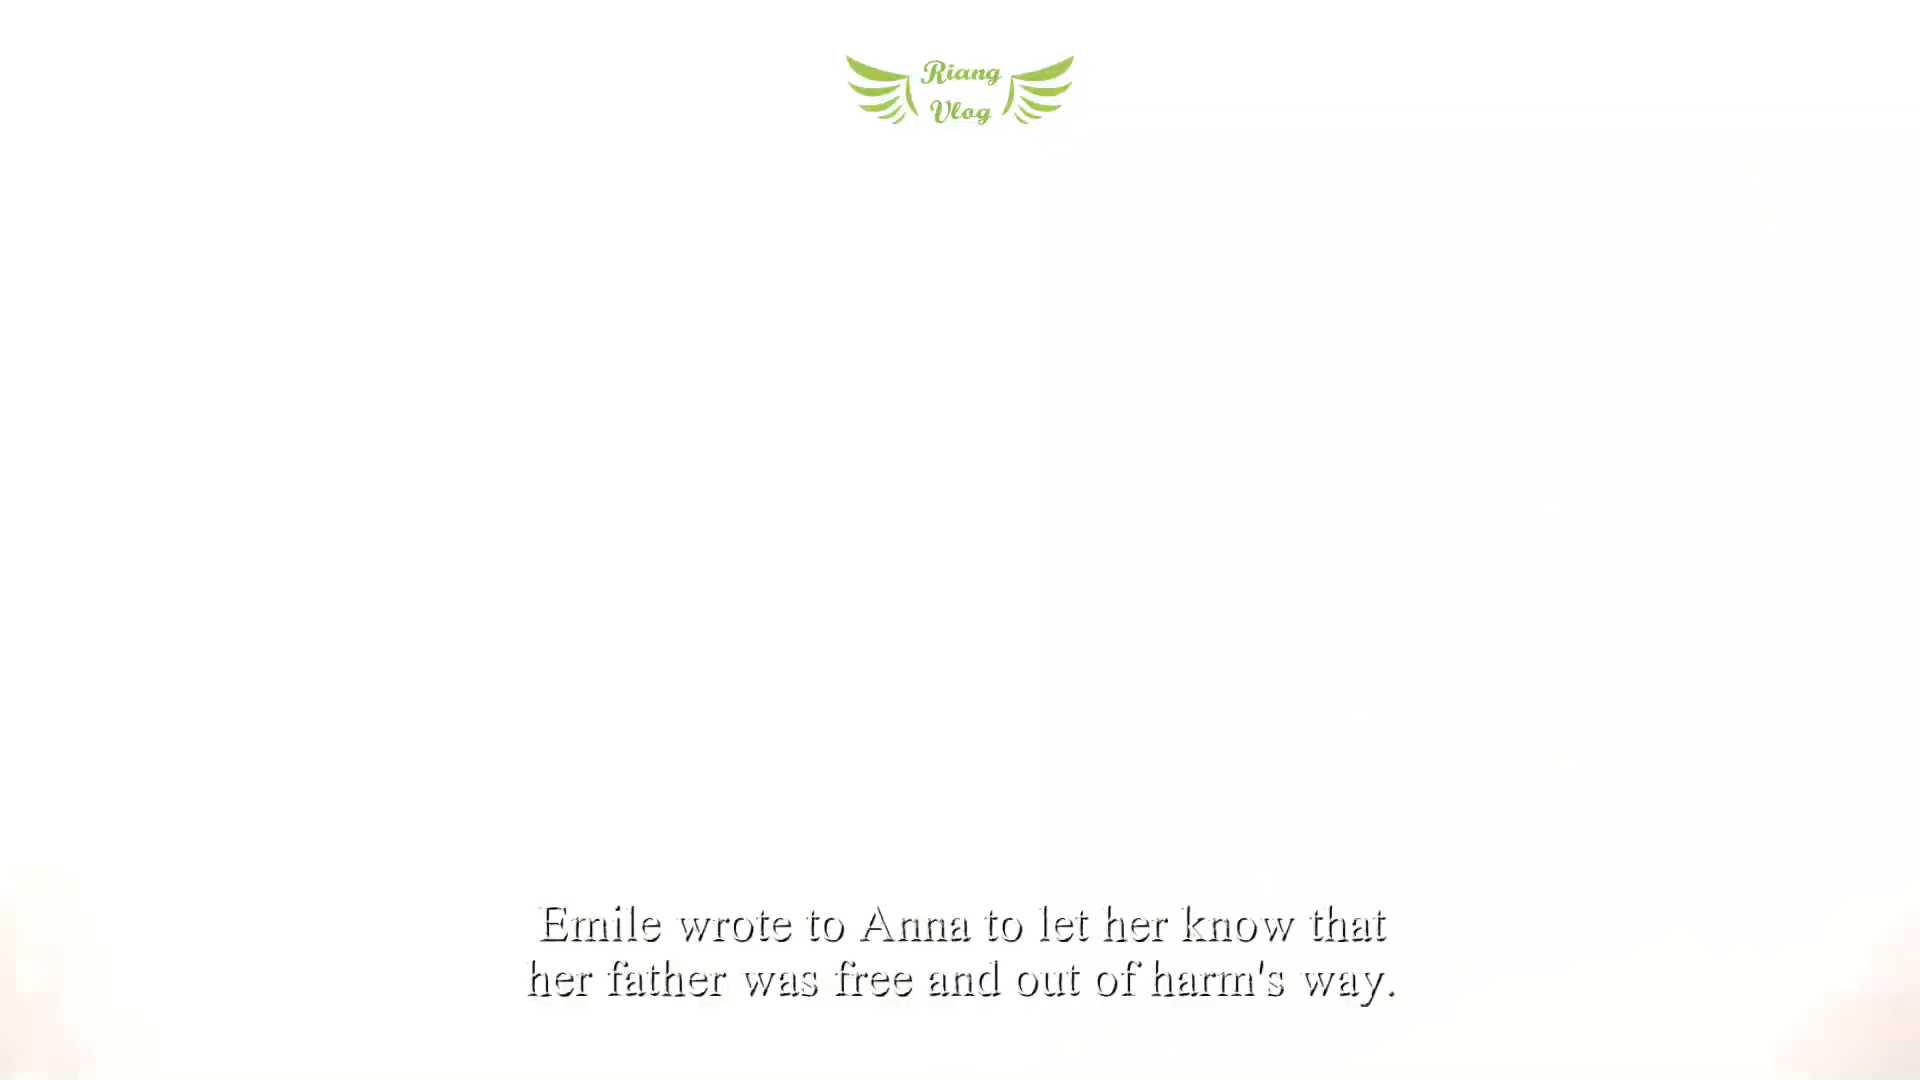 Riang
Vlog
Emile wrote to Anna to let her know that
her father was free and out of harm's way.